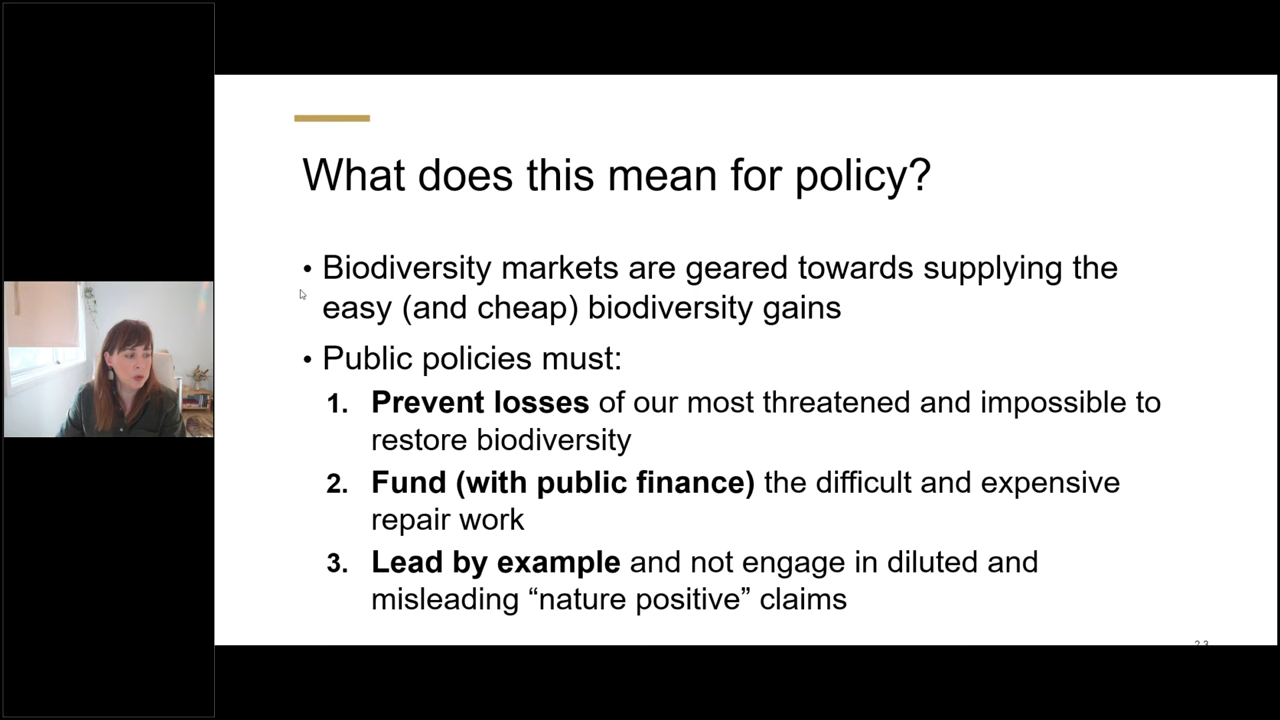 What does this mean for policy?
• Biodiversity markets are geared towards supplying the
easy (and cheap) biodiversity gains
• Public policies must:
1. Prevent losses of our most threatened and impossible to
restore biodiversity
2. Fund (with public finance) the difficult and expensive
repair work
3. Lead by example and not engage in diluted and
misleading “nature positive” claims
23